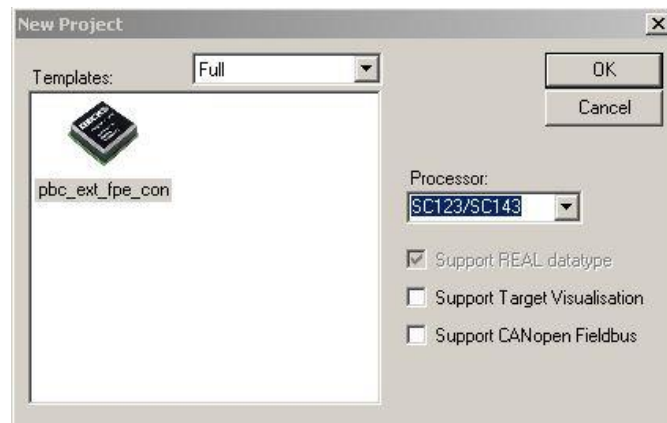 New Project
Templates:
Full
OK
Cancel
pbc_ext_fpe_con
Processor:
SC123/SC143
Support REAL datatype
Support Target Visualisation
Support CANopen Fieldbus